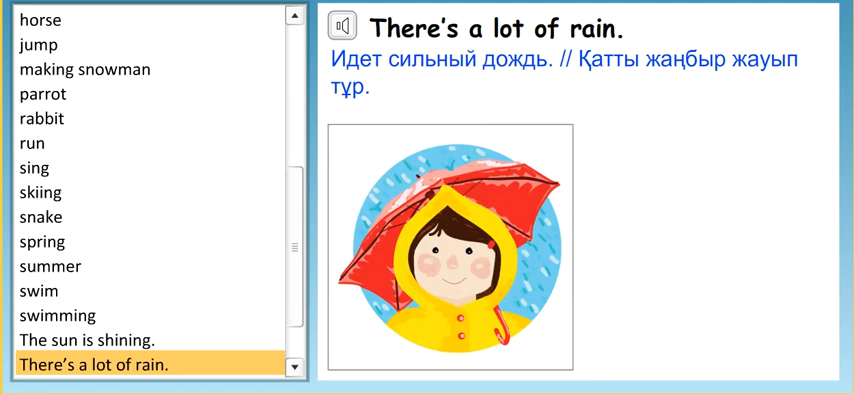 horse
jump
making snowman
parrot
rabbit
run
sing
skiing
snake
spring
summer
swim
swimming
The sun is shining.
There's a lot of rain.
There's a lot of rain.
Идет сильный дождь. // Қатты жаңбыр жауып
тұр.